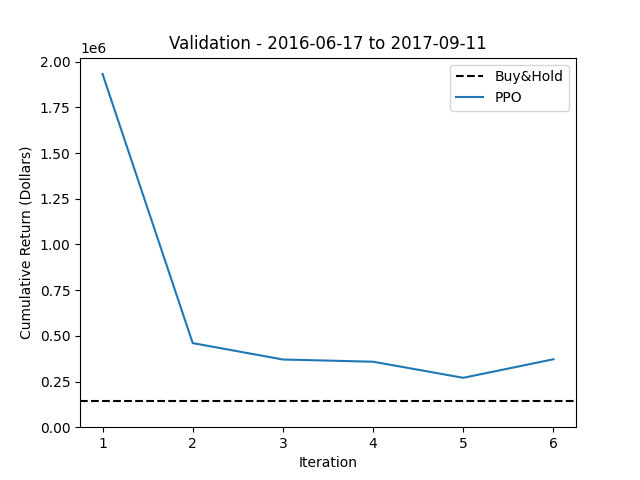 Validation - 2016-06-17 to 2017-09-11
1e6
2.00
1.75
1.50
1.25
1.00
0.75
0.50
0.25
0.00
Cumulative Return (Dollars)
Buy&Hold
PPO
1 2 3 4 5 6
Iteration